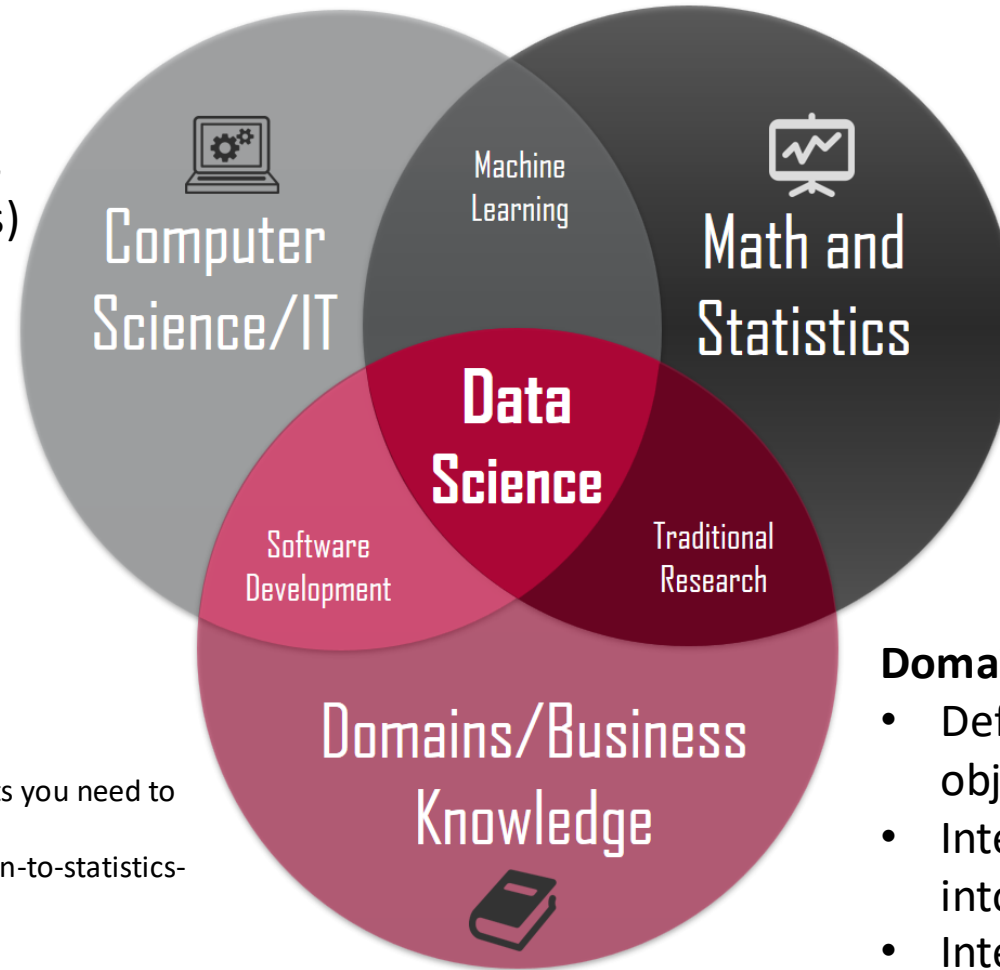 s)
Computer
Science/IT
Machine
Learning
Math and
Statistics
Data
Science
Software
Development
Traditional
Research
Domains/Business
Knowledge
you need to
n-to-statistics-
Doma
• Def
obj
• Inte
into
• Inte